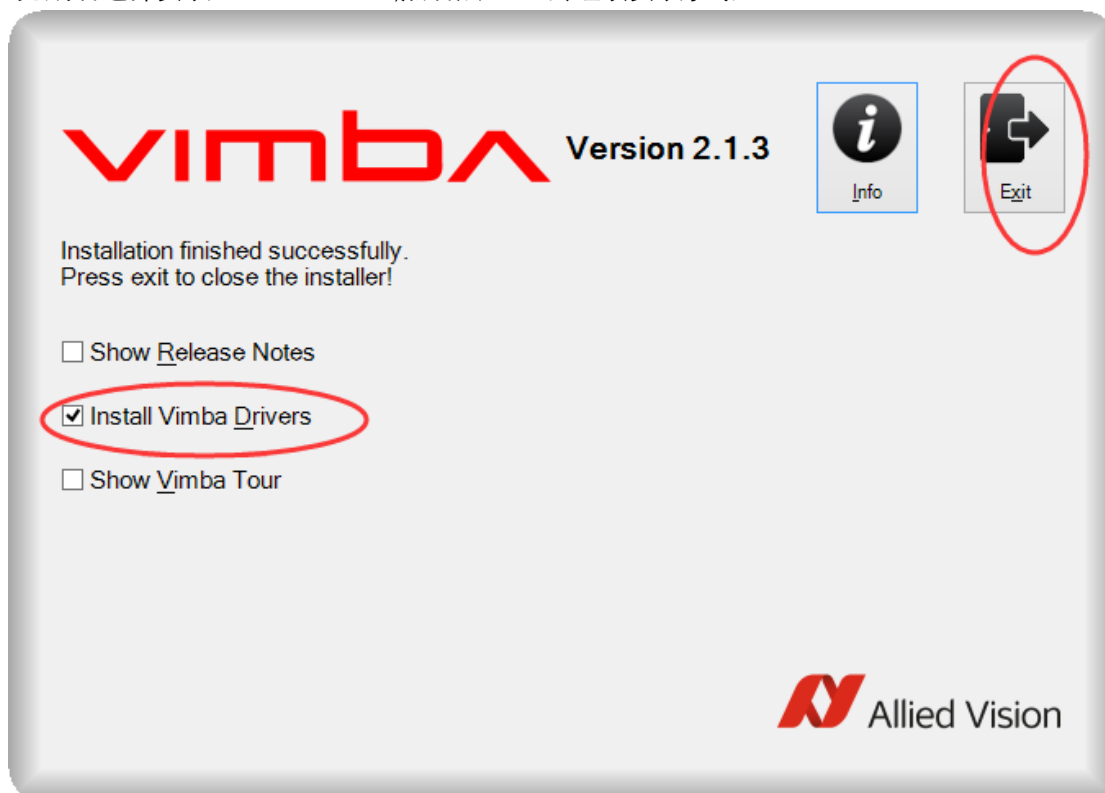 vimba Version 2.1.3
Info
Exit
Installation finished successfully.
Press exit to close the installer!
Show Release Notes
Install Vimba Drivers
Show Vimba Tour
Allied Vision